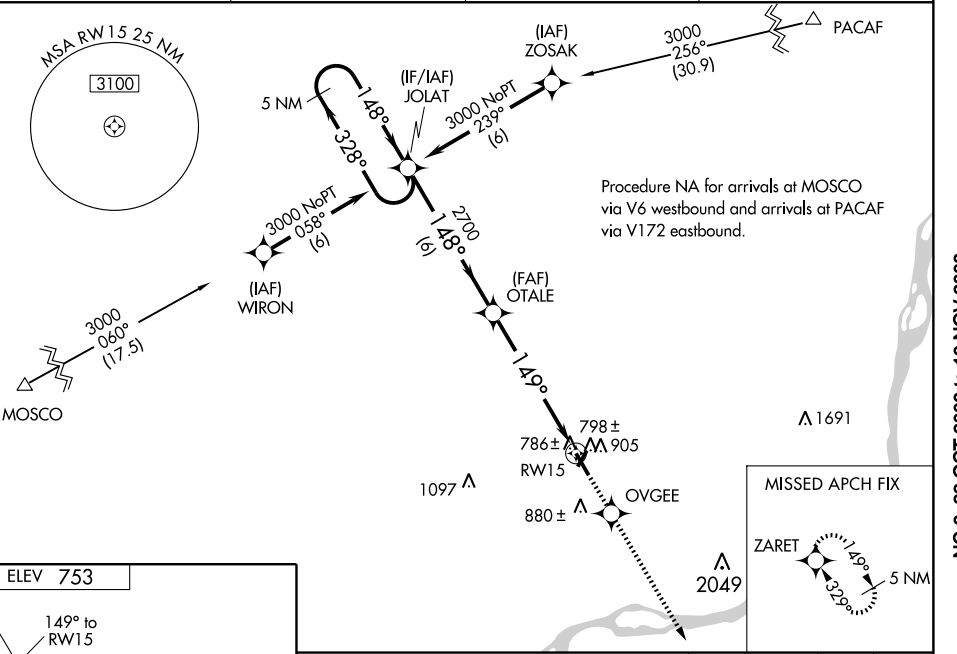 MSA RW15 25 NM
3100
(IAF)
ZOSAK
3000
256°
(30.9)
PACAF
(IF/IAF)
JOLAT
5 NM
148°
328°
3000 NoPT
239°
(6)
Procedure NA for arrivals at MOSCO
via V6 westbound and arrivals at PACAF
via V172 eastbound.
3000 NoPT
058°
(6)
2700
148°
(6)
(IAF)
WIRON
(FAF)
OTALE
3000
060°
(17.5)
MOSCO
149°
1691
798 ±
786 ±
905
RW15
1097
880 ±
OVGEE
2049
MISSED APCH FIX
ZARET
149°
329°
5 NM
ELEV 753
149° to
RW15